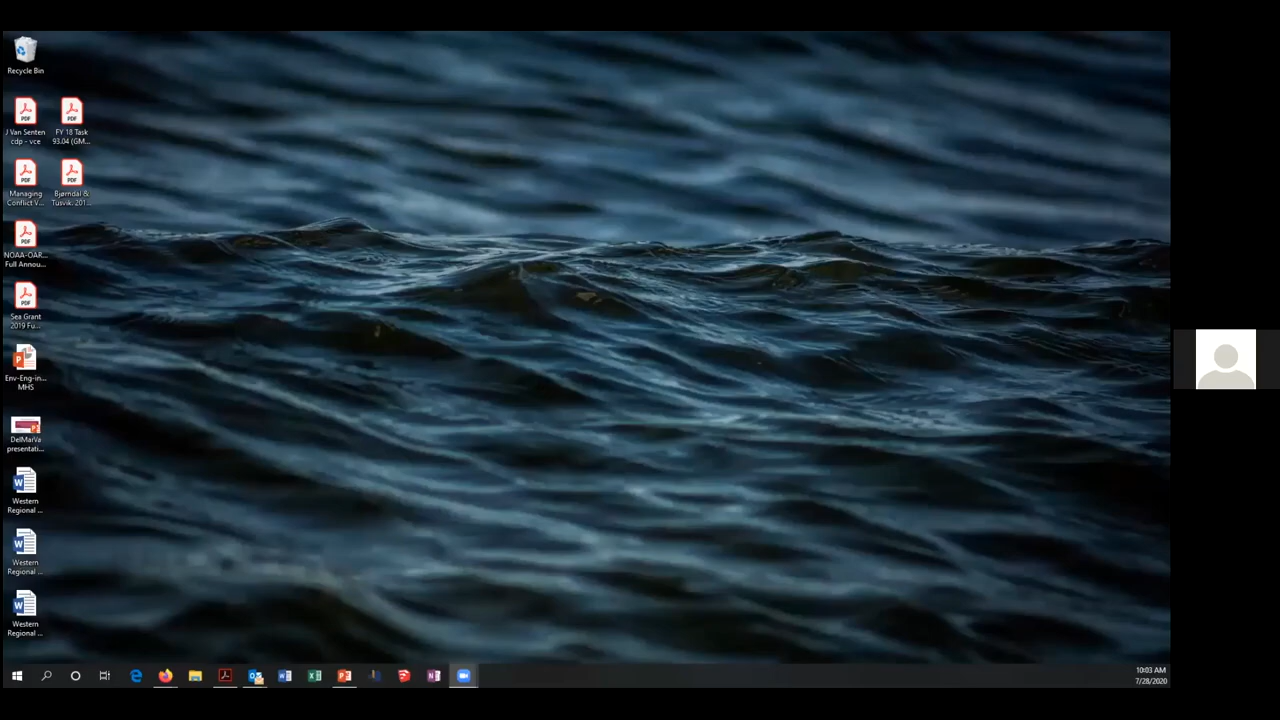 Recycle Bin
J Van Senten
cdp - vce
FY 18 Task
93.04 (GM...
Managing
Conflict V...
Bjørndal &
Tusvik. 201...
NOAA-OAR...
Full Annou...
Sea Grant
2019 Fu...
Env-Eng-in...
MHS
DelMarVa
presentati...
Western
Regional ...
Western
Regional ...
Western
Regional ...
10:03 AM
7/28/2020